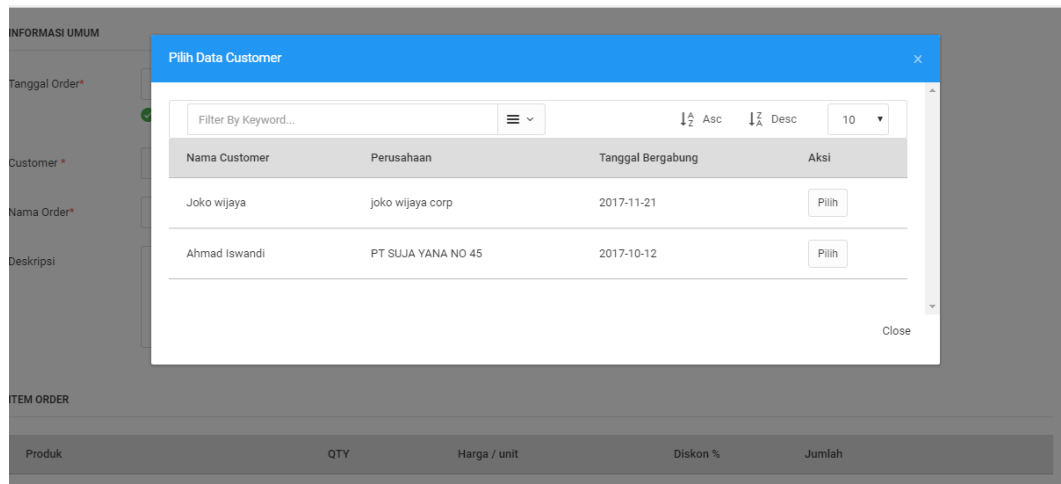 INFORMASI UMUM
Pilih Data Customer ×
Tanggal Order*
Filter By Keyword... Asc Desc 10
Nama Customer Perusahaan Tanggal Bergabung Aksi
Customer *
Joko wijaya joko wijaya corp 2017-11-21 Pilih
Nama Order*
Ahmad Iswandi PT SUJA YANA NO 45 2017-10-12 Pilih
Deskripsi
Close
ITEM ORDER
Produk QTY Harga / unit Diskon % Jumlah